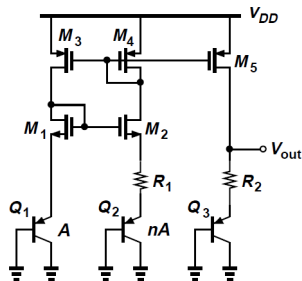 V_DD
M_3 M_4 M_5
M_1 M_2
V_out
R_1 R_2
Q_1 A Q_2 nA Q_3